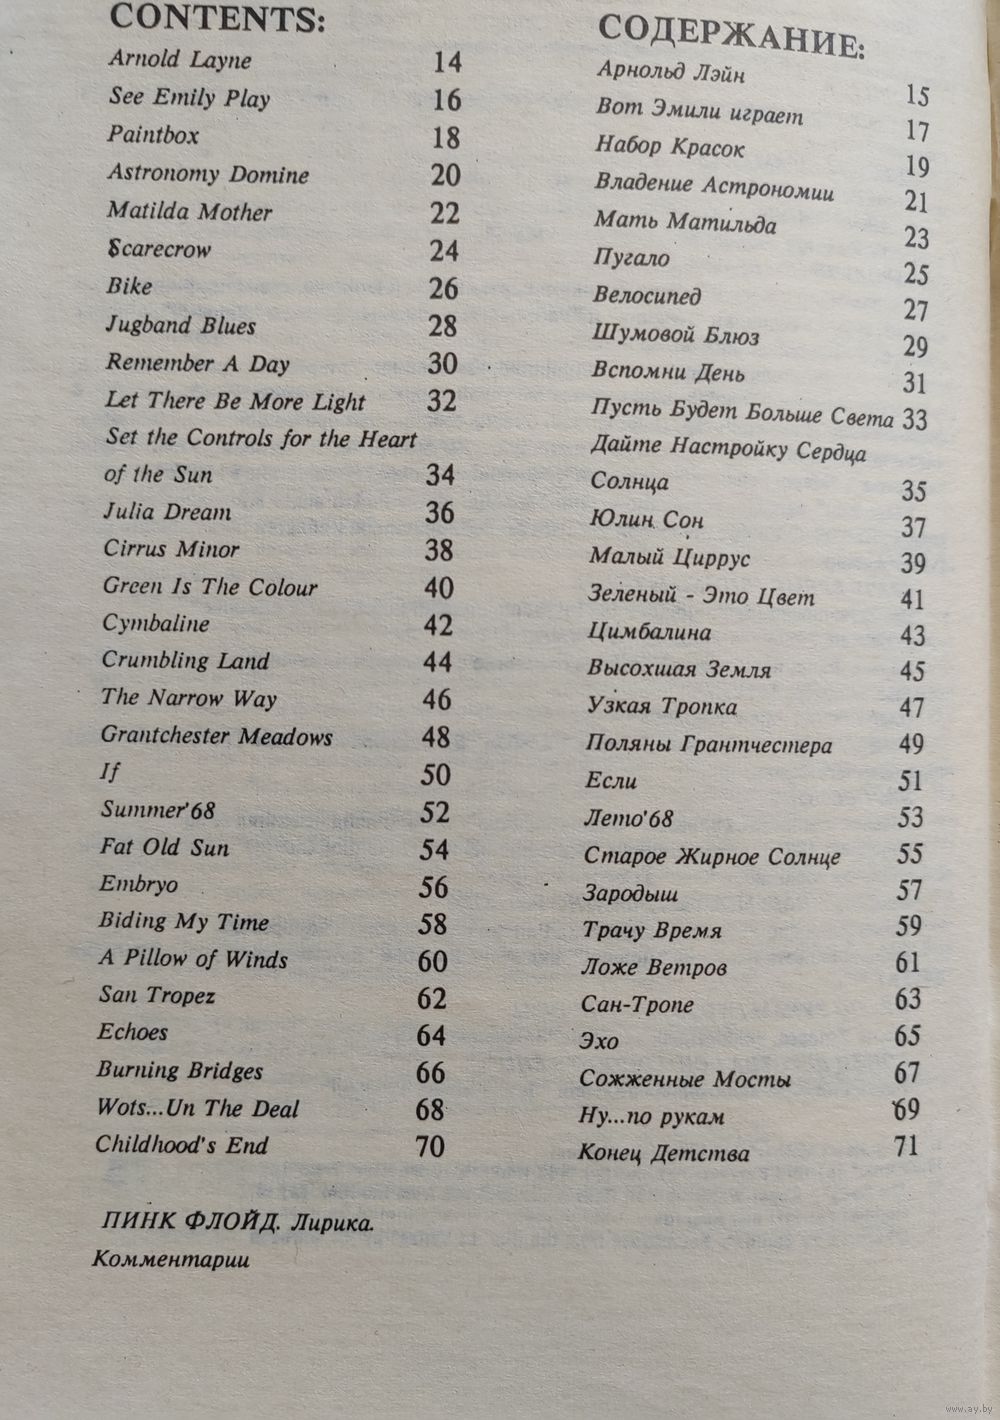 CONTENTS:
Arnold Layne 14
See Emily Play 16
Paintbox 18
Astronomy Domine 20
Matilda Mother 22
Scarecrow 24
Bike 26
Jugband Blues 28
Remember A Day 30
Let There Be More Light 32
Set the Controls for the Heart
of the Sun 34
Julia Dream 36
Cirrus Minor 38
Green Is The Colour 40
Cymbaline 42
Crumbling Land 44
The Narrow Way 46
Grantchester Meadows 48
If 50
Summer'68 52
Fat Old Sun 54
Embryo 56
Biding My Time 58
A Pillow of Winds 60
San Tropez 62
Echoes 64
Burning Bridges 66
Wots...Un The Deal 68
Childhood's End 70
ПИНК ФЛОЙД. Лирика.
Комментарии
СОДЕРЖАНИЕ:
Арнольд Лэйн 15
Вот Эмили играет 17
Набор Красок 19
Владение Астрономии 21
Мать Матильда 23
Пугало 25
Велосипед 27
Шумовой Блюз 29
Вспомни День 31
Пусть Будет Больше Света 33
Дайте Настройку Сердца
Солнца 35
Юлин Сон 37
Малый Циррус 39
Зеленый - Это Цвет 41
Цимбалина 43
Высохшая Земля 45
Узкая Тропка 47
Поляны Грантчестера 49
Если 51
Лето'68 53
Старое Жирное Солнце 55
Зародыш 57
Трачу Время 59
Ложе Ветров 61
Сан-Тропе 63
Эхо 65
Сожженные Мосты 67
Ну...по рукам 69
Конец Детства 71
www.ay.by